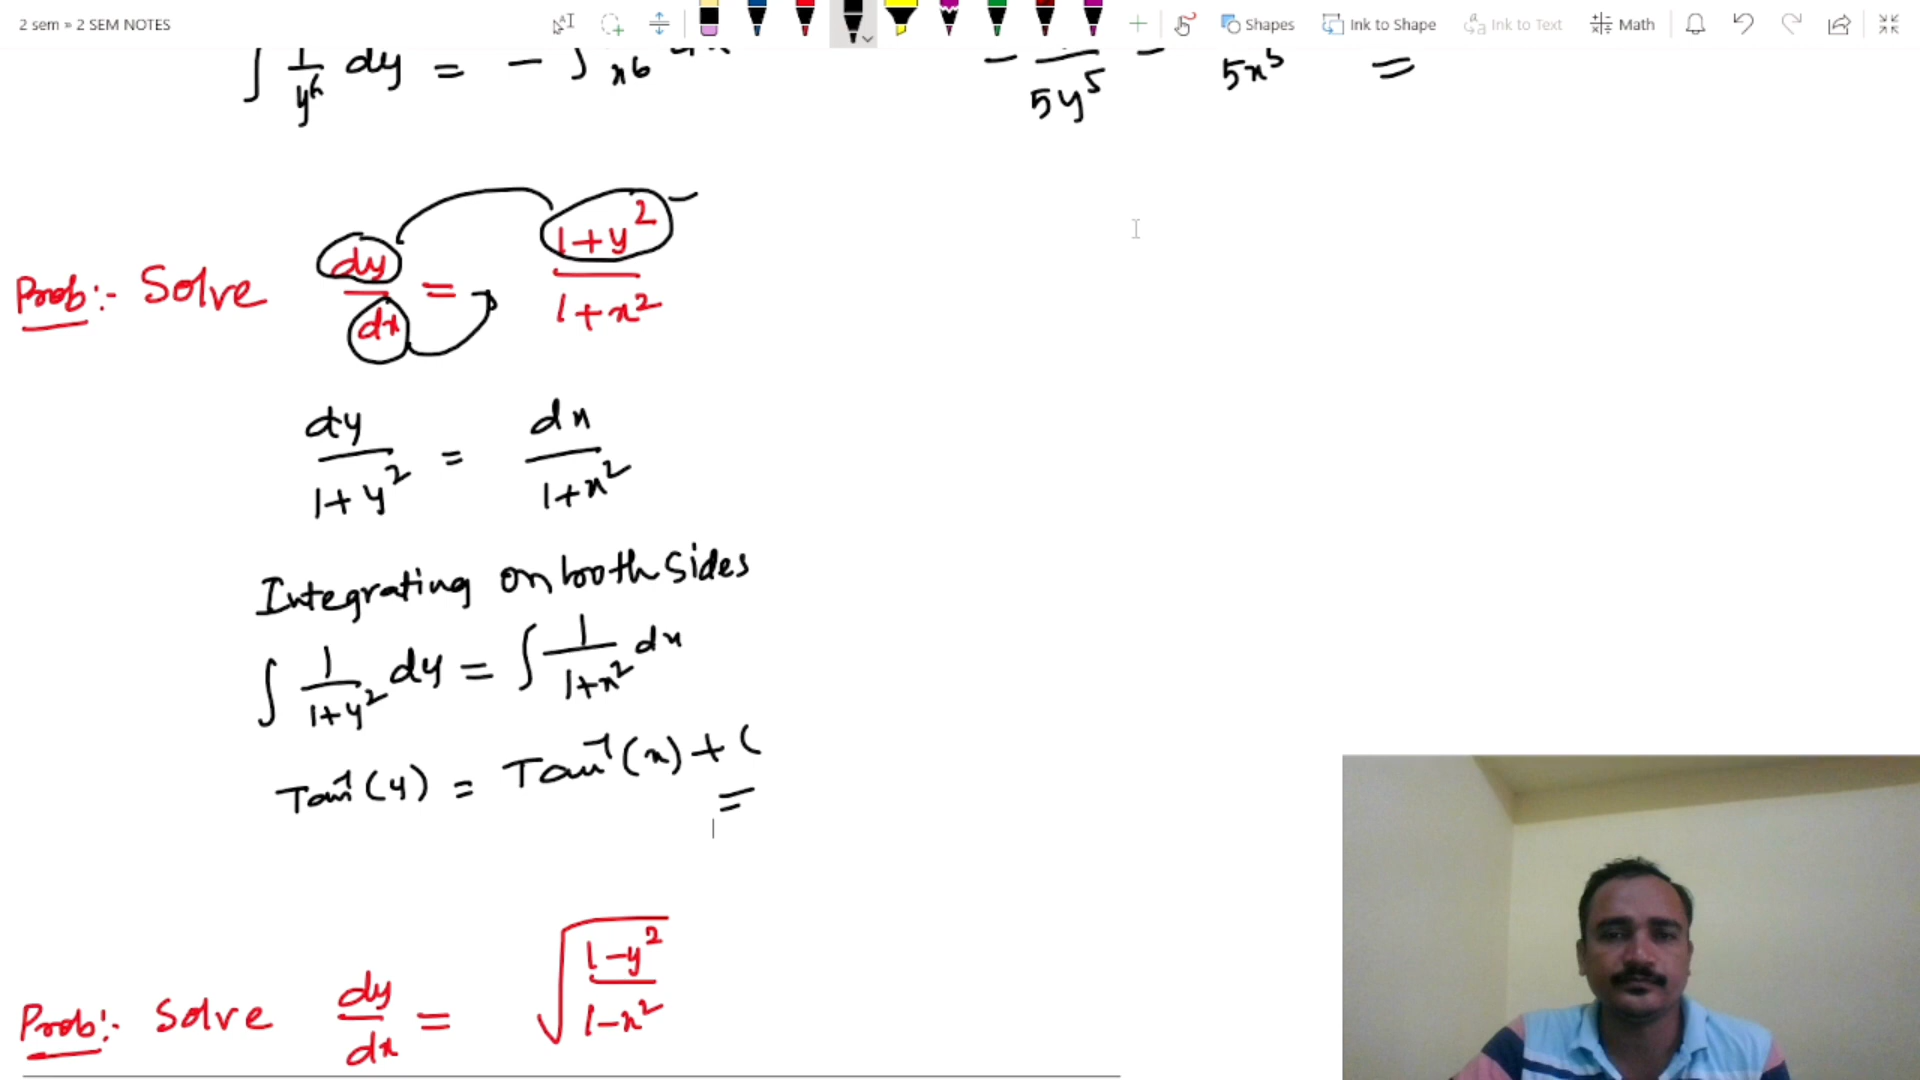 2 sem » 2 SEM NOTES
Shapes Ink to Shape Ink to Text Math
∫ 1/y⁶ dy = - ∫ x6
- 5y⁵ - 5x⁵ =
Prob:- Solve dy/dx = 1+y²/1+x²
dy/1+y² = dx/1+x²
Integrating on both sides
∫ 1/1+y² dy = ∫ 1/1+x² dx
Tan⁻¹(y) = Tan⁻¹(x) + C
Prob:- Solve dy/dx = √1-y²/1-x²